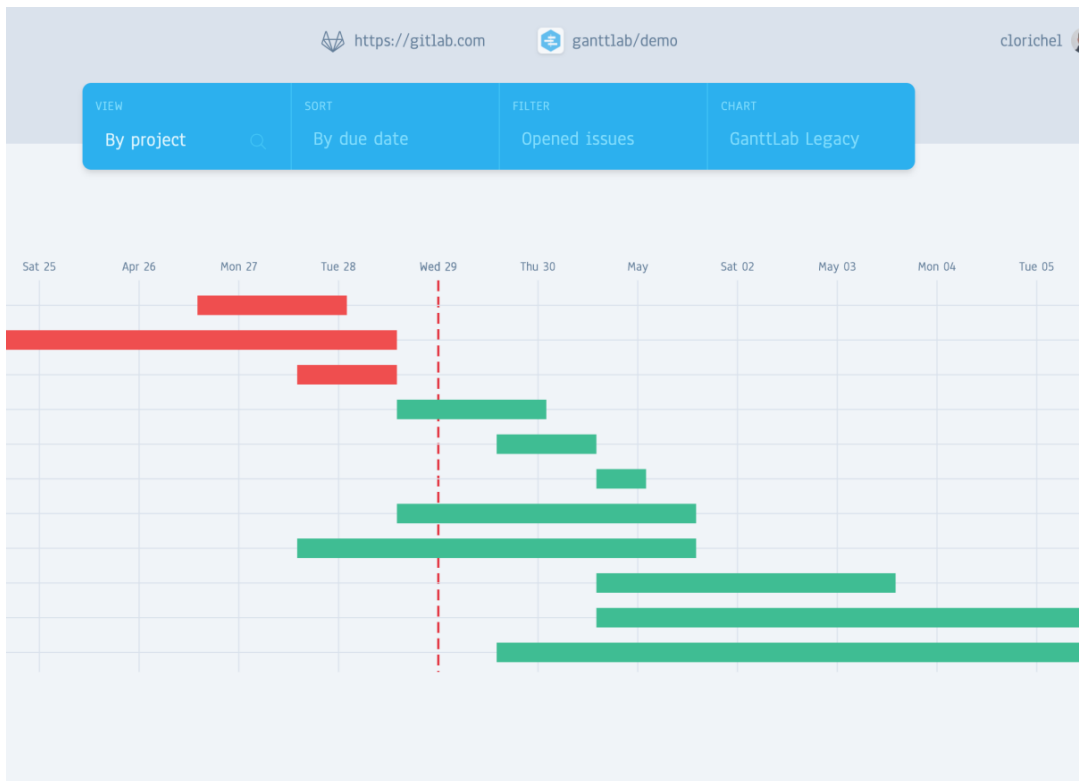 https://gitlab.com ganttlab/demo clorichel
VIEW SORT FILTER CHART
By project By due date Opened issues GanttLab Legacy
Sat 25 Apr 26 Mon 27 Tue 28 Wed 29 Thu 30 May Sat 02 May 03 Mon 04 Tue 05